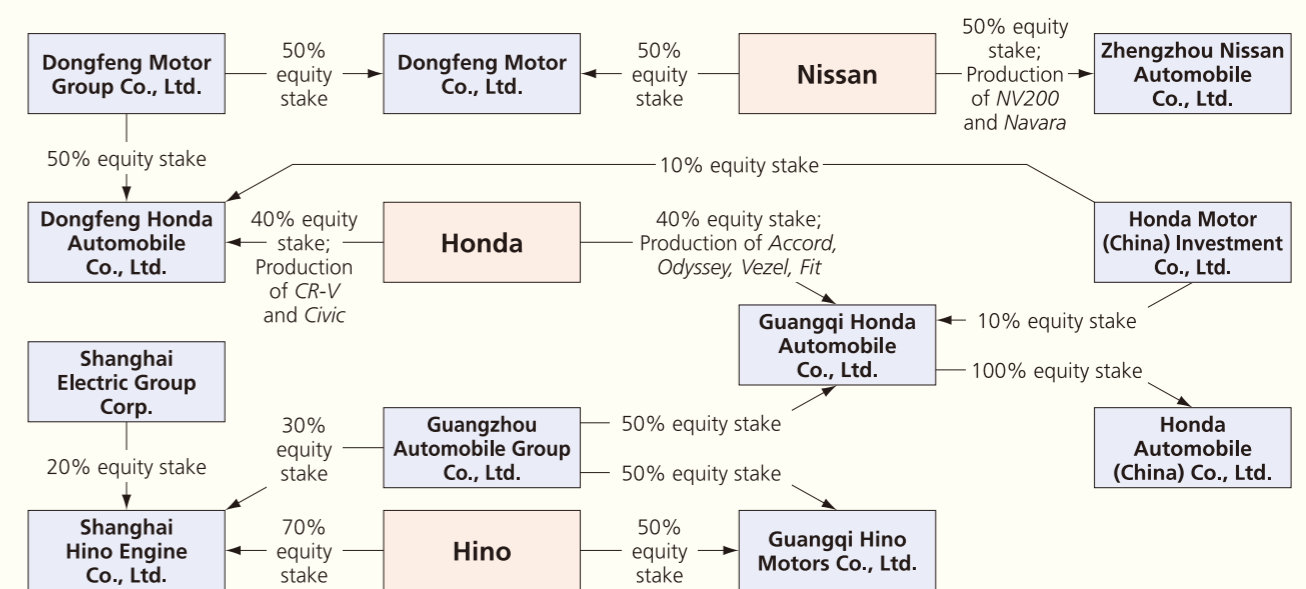 Dongfeng Motor
Group Co., Ltd.
50%
equity
stake
Dongfeng Motor
Co., Ltd.
50%
equity
stake
Nissan
50% equity
stake;
Production
of NV200
and Navara
Zhengzhou Nissan
Automobile
Co., Ltd.
50% equity stake
10% equity stake
Dongfeng Honda
Automobile
Co., Ltd.
40% equity
stake;
Production
of CR-V
and Civic
Honda
40% equity stake;
Production of Accord,
Odyssey, Vezel, Fit
Honda Motor
(China) Investment
Co., Ltd.
Guangqi Honda
Automobile
Co., Ltd.
10% equity stake
100% equity stake
Shanghai
Electric Group
Corp.
20% equity stake
30%
equity
stake
Guangzhou
Automobile Group
Co., Ltd.
50% equity stake
50% equity stake
Honda
Automobile
(China) Co., Ltd.
Shanghai
Hino Engine
Co., Ltd.
70%
equity
stake
Hino
50%
equity
stake
Guangqi Hino
Motors Co., Ltd.